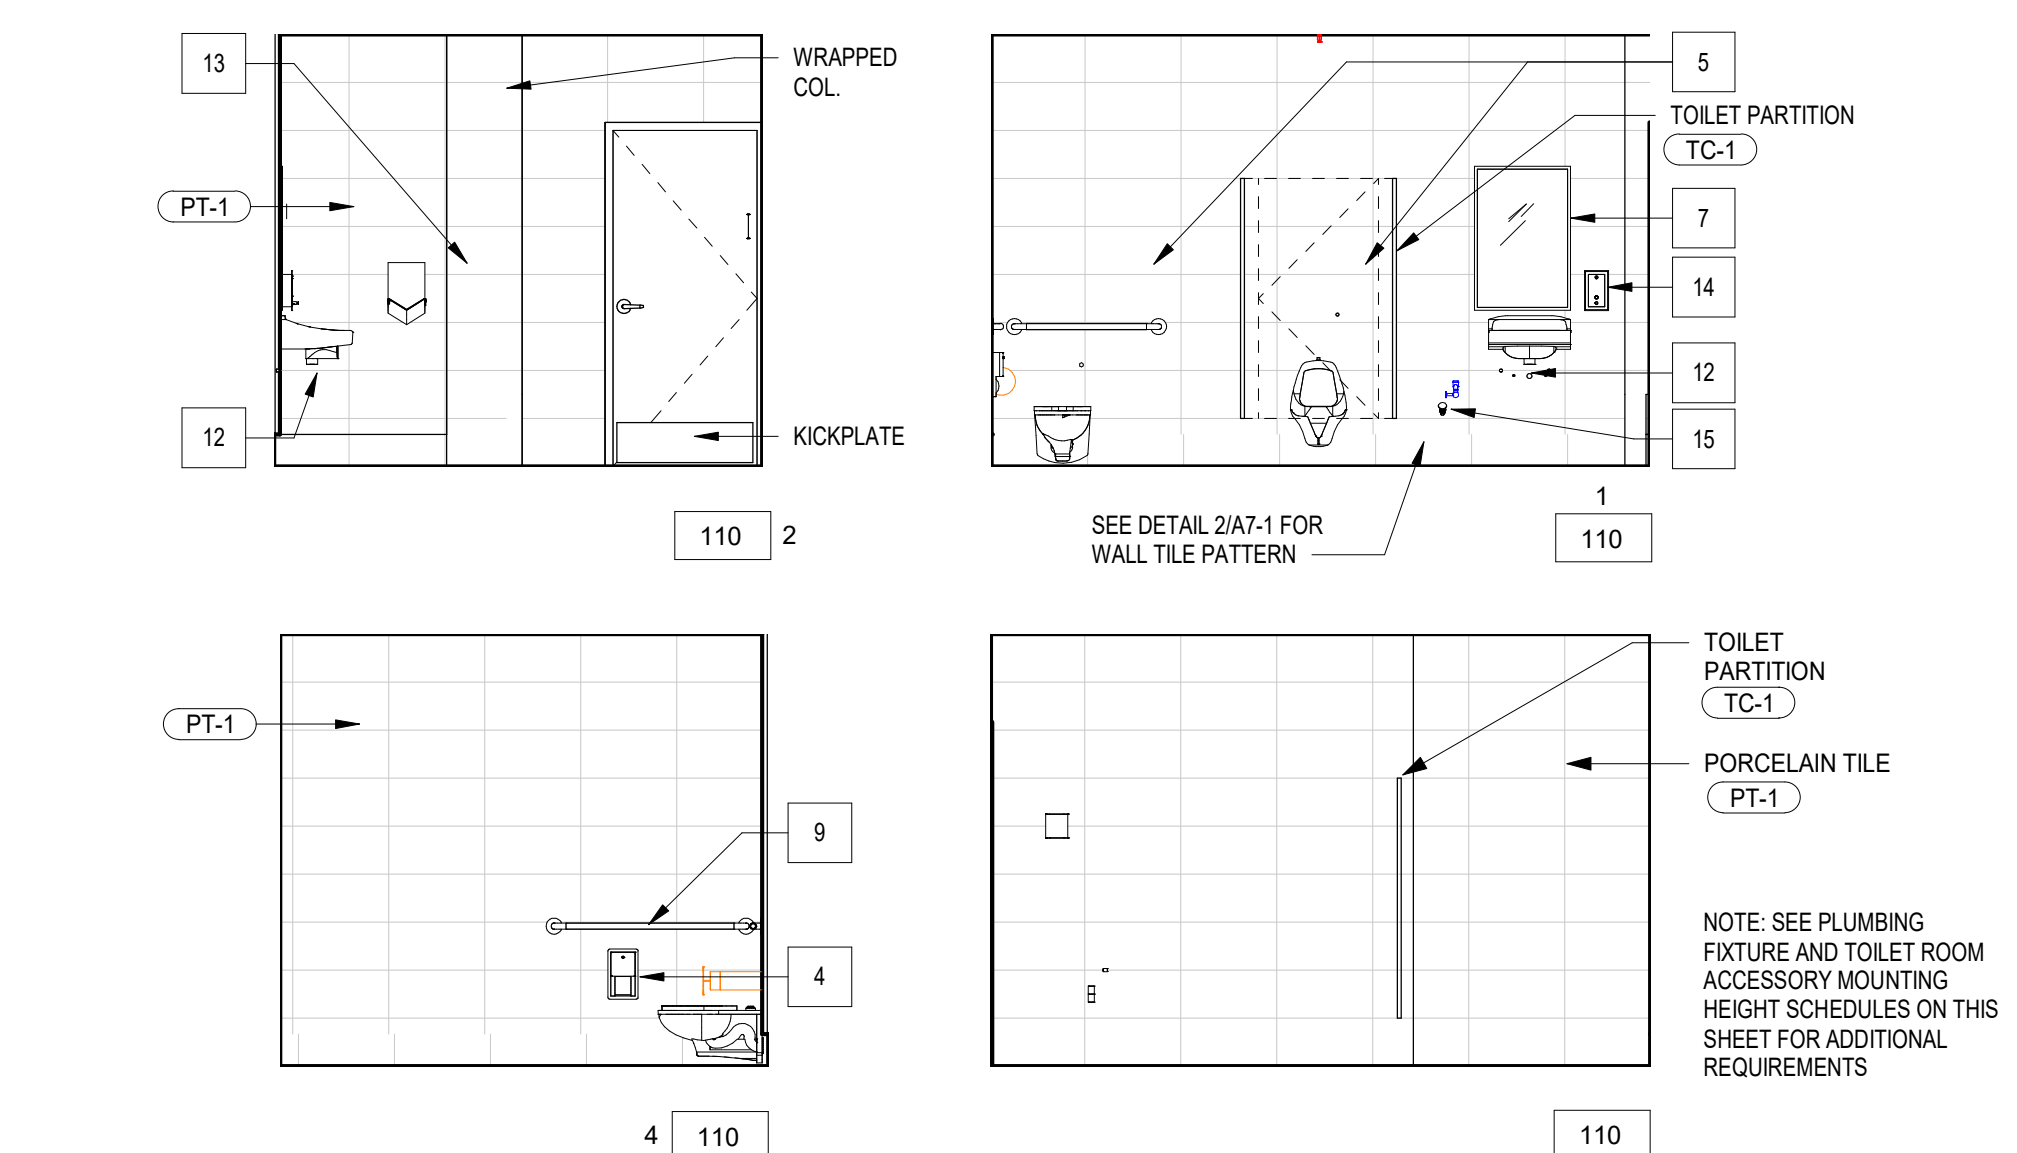 13
WRAPPED
COL.
PT-1
12
KICKPLATE
110 2
5
TOILET PARTITION
TC-1
7
14
12
15
SEE DETAIL 2/A7-1 FOR
WALL TILE PATTERN
1
110
PT-1
9
4
4 110
TOILET
PARTITION
TC-1
PORCELAIN TILE
PT-1
NOTE: SEE PLUMBING
FIXTURE AND TOILET ROOM
ACCESSORY MOUNTING
HEIGHT SCHEDULES ON THIS
SHEET FOR ADDITIONAL
REQUIREMENTS
110